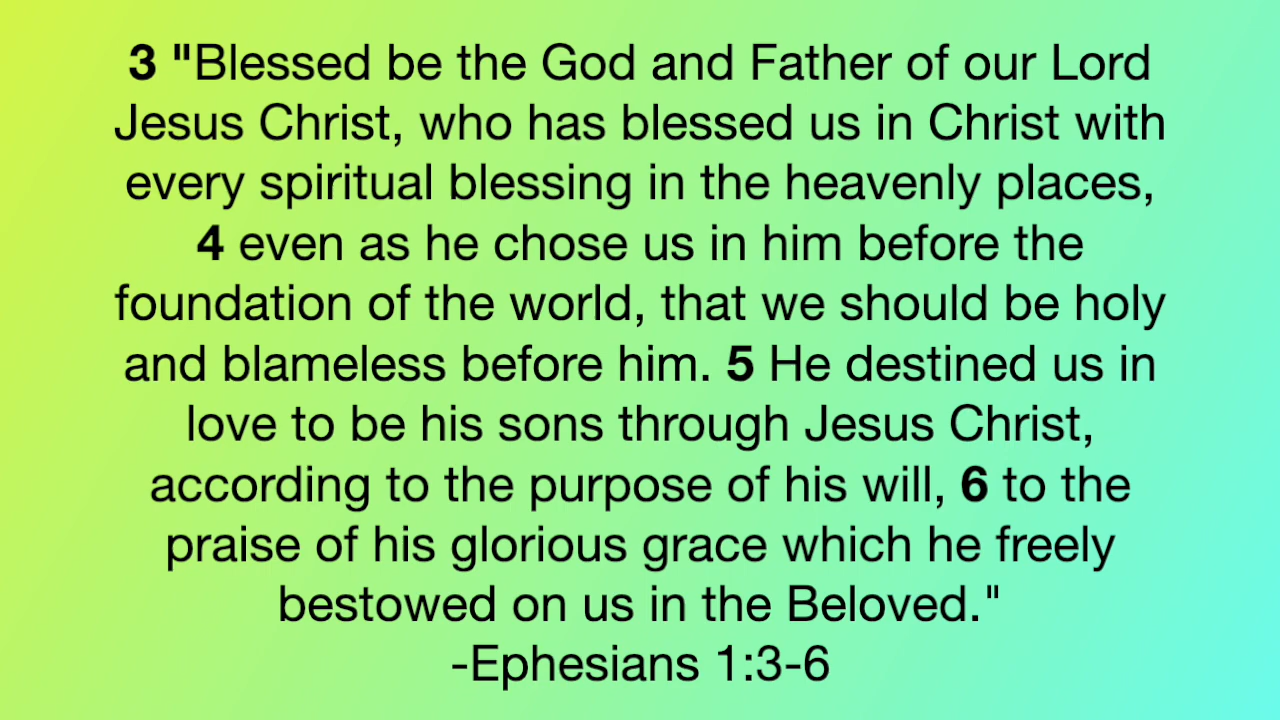 3 "Blessed be the God and Father of our Lord
Jesus Christ, who has blessed us in Christ with
every spiritual blessing in the heavenly places,
4 even as he chose us in him before the
foundation of the world, that we should be holy
and blameless before him. 5 He destined us in
love to be his sons through Jesus Christ,
according to the purpose of his will, 6 to the
praise of his glorious grace which he freely
bestowed on us in the Beloved."
-Ephesians 1:3-6